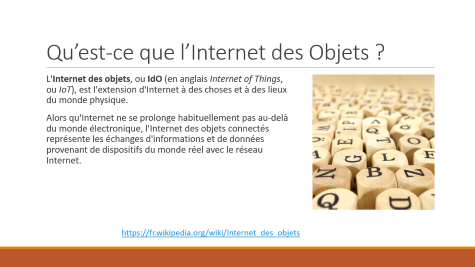 Qu’est-ce que l’Internet des Objets ?
L'Internet des objets, ou IdO (en anglais Internet of Things,
ou IoT), est l'extension d'Internet à des choses et à des lieux
du monde physique.
Alors qu'Internet ne se prolonge habituellement pas au-delà
du monde électronique, l'Internet des objets connectés
représente les échanges d'informations et de données
provenant de dispositifs du monde réel avec le réseau
Internet.
https://fr.wikipedia.org/wiki/Internet_des_objets